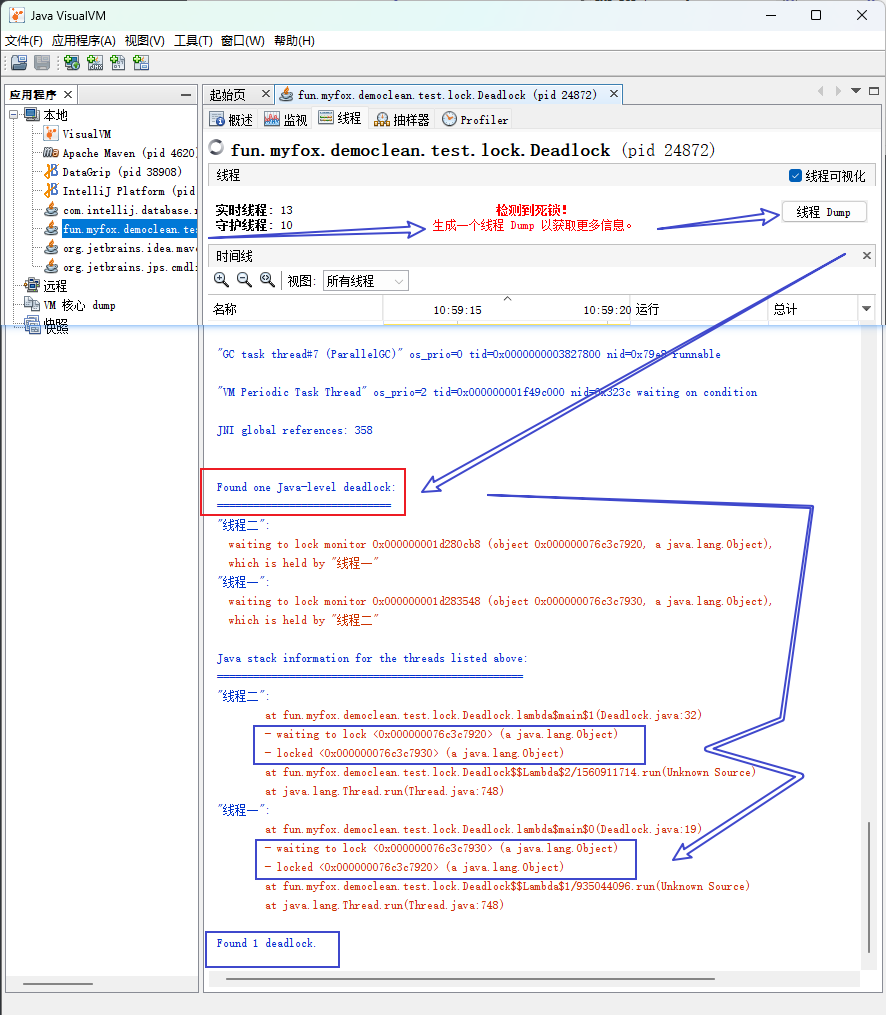 Java VisualVM
文件(F) 应用程序(A) 视图(V) 工具(T) 窗口(W) 帮助(H)
应用程序
本地
VisualVM
Apache Maven (pid 4620)
DataGrip (pid 38908)
IntelliJ Platform (pid
com.intellij.database.r
fun.myfox.democlean.tes
org.jetbrains.idea.mave
org.jetbrains.jps.cmdli
远程
VM 核心 dump
快照
起始页
fun.myfox.democlean.test.lock.Deadlock (pid 24872)
概述 监视 线程 抽样器 Profiler
fun.myfox.democlean.test.lock.Deadlock (pid 24872)
线程
线程可视化
实时线程: 13
守护线程: 10
检测到死锁!
生成一个线程 Dump 以获取更多信息。
线程 Dump
时间线
视图: 所有线程
名称 10:59:15 10:59:20 运行 总计
"GC task thread#7 (ParallelGC)" os_prio=0 tid=0x0000000003827800 nid=0x79e8 runnable
"VM Periodic Task Thread" os_prio=2 tid=0x000000001f49c000 nid=0x323c waiting on condition
JNI global references: 358
Found one Java-level deadlock:
=============================
"线程二":
waiting to lock monitor 0x000000001d280cb8 (object 0x000000076c3c7920, a java.lang.Object),
which is held by "线程一"
"线程一":
waiting to lock monitor 0x000000001d283548 (object 0x000000076c3c7930, a java.lang.Object),
which is held by "线程二"
Java stack information for the threads listed above:
===================================================
"线程二":
at fun.myfox.democlean.test.lock.Deadlock.lambda$main$1(Deadlock.java:32)
- waiting to lock <0x000000076c3c7920> (a java.lang.Object)
- locked <0x000000076c3c7930> (a java.lang.Object)
at fun.myfox.democlean.test.lock.Deadlock$$Lambda$2/1560911714.run(Unknown Source)
at java.lang.Thread.run(Thread.java:748)
"线程一":
at fun.myfox.democlean.test.lock.Deadlock.lambda$main$0(Deadlock.java:19)
- waiting to lock <0x000000076c3c7930> (a java.lang.Object)
- locked <0x000000076c3c7920> (a java.lang.Object)
at fun.myfox.democlean.test.lock.Deadlock$$Lambda$1/935044096.run(Unknown Source)
at java.lang.Thread.run(Thread.java:748)
Found 1 deadlock.